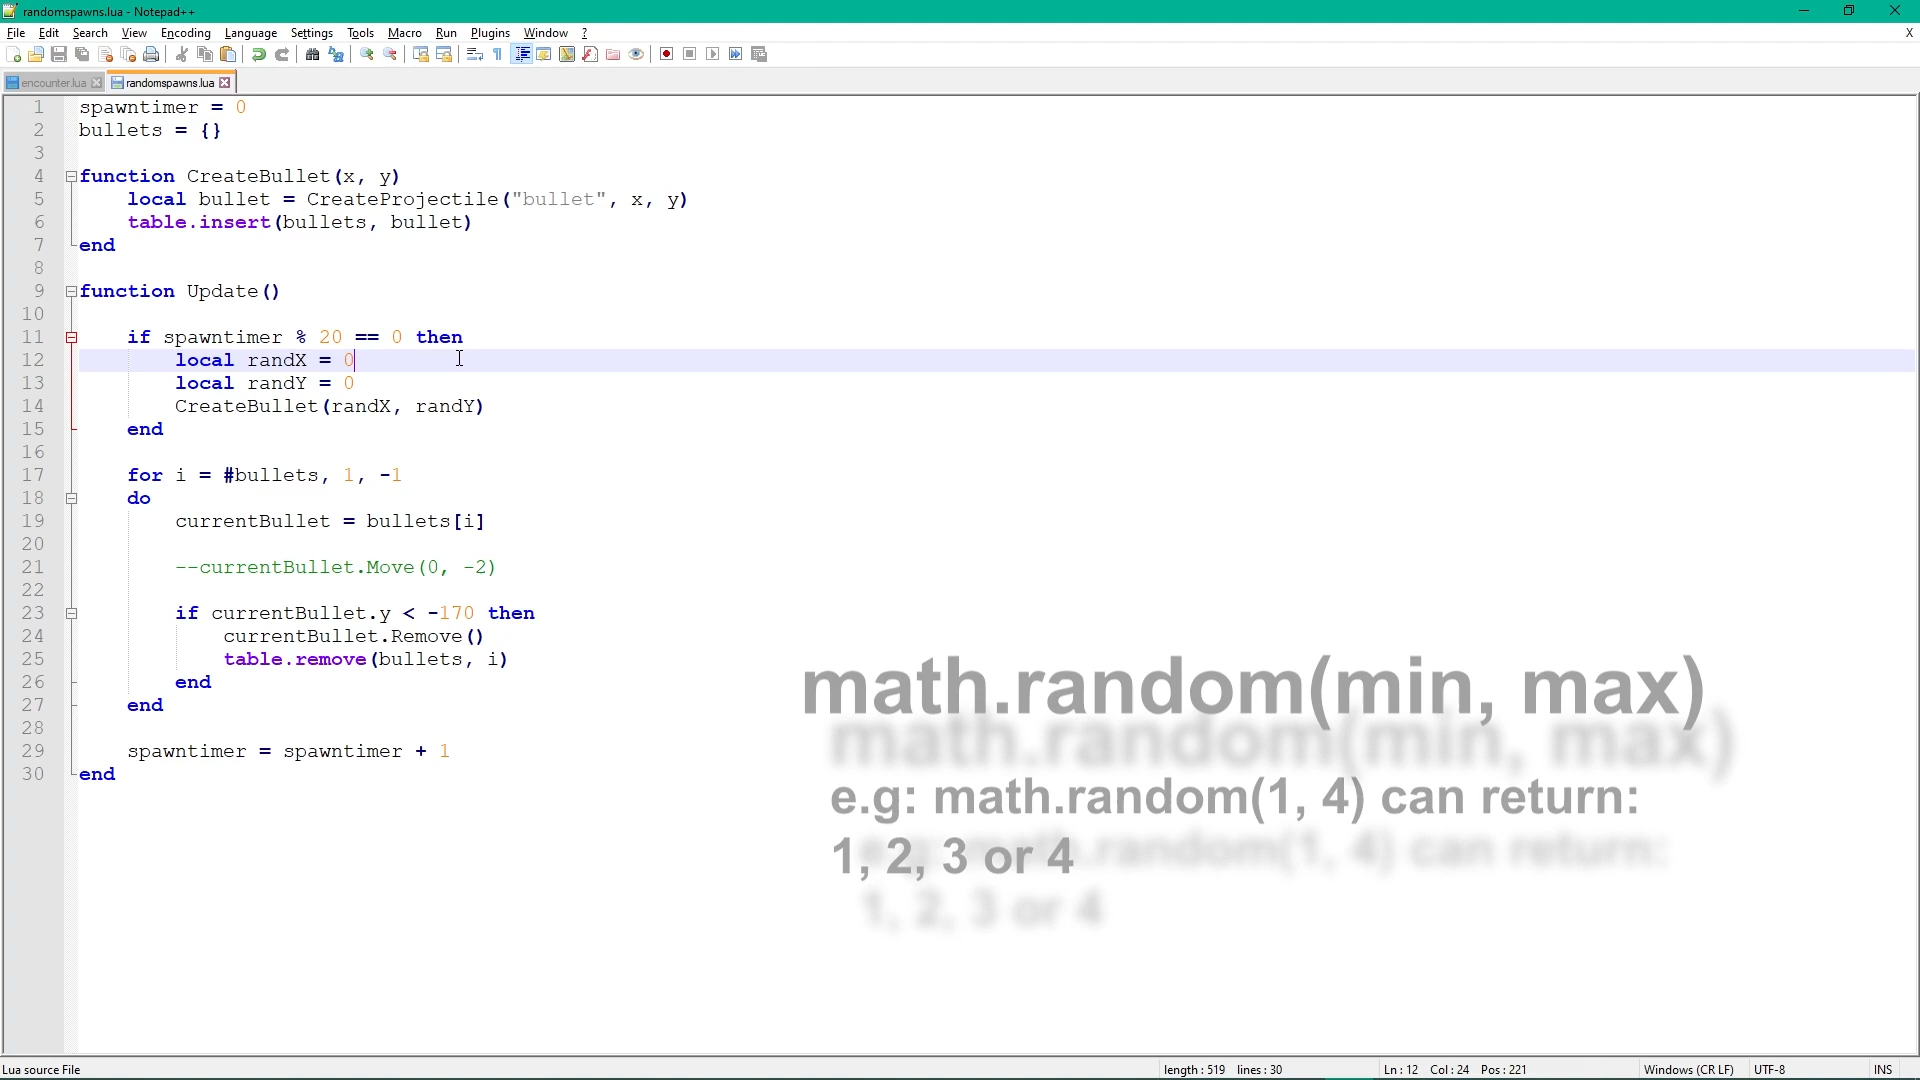 randomspawns.lua - Notepad++
File Edit Search View Encoding Language Settings Tools Macro Run Plugins Window ? X
encounter.lua randomspawns.lua
1 spawntimer = 0
2 bullets = {}
3
4 function CreateBullet(x, y)
5 local bullet = CreateProjectile("bullet", x, y)
6 table.insert(bullets, bullet)
7 end
8
9 function Update()
10
11 if spawntimer % 20 == 0 then
12 local randX = 0
13 local randY = 0
14 CreateBullet(randX, randY)
15 end
16
17 for i = #bullets, 1, -1
18 do
19 currentBullet = bullets[i]
20
21 --currentBullet.Move(0, -2)
22
23 if currentBullet.y < -170 then
24 currentBullet.Remove()
25 table.remove(bullets, i)
26 end
27 end
28
29 spawntimer = spawntimer + 1
30 end
math.random(min, max)
e.g: math.random(1, 4) can return:
1, 2, 3 or 4
Lua source File length : 519 lines : 30 Ln : 12 Col : 24 Pos : 221 Windows (CR LF) UTF-8 INS